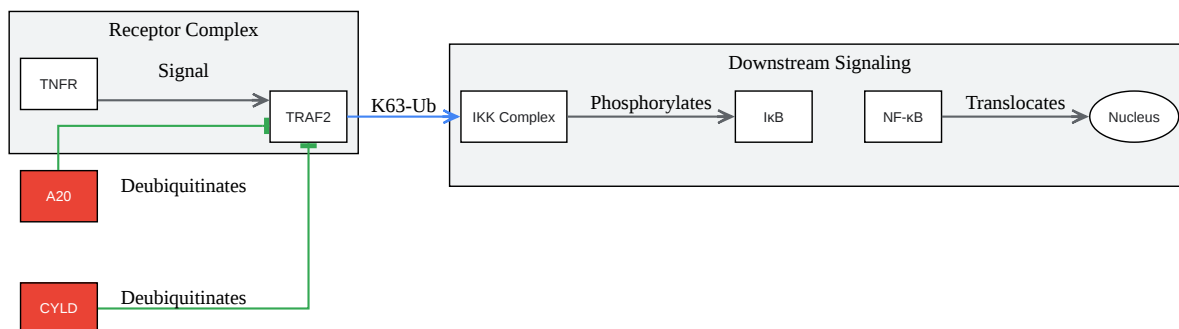 Receptor Complex
TNFR
Signal
TRAF2
K63-Ub
Downstream Signaling
IKK Complex
Phosphorylates
IκB
NF-κB
Translocates
Nucleus
A20
Deubiquitinates
CYLD
Deubiquitinates